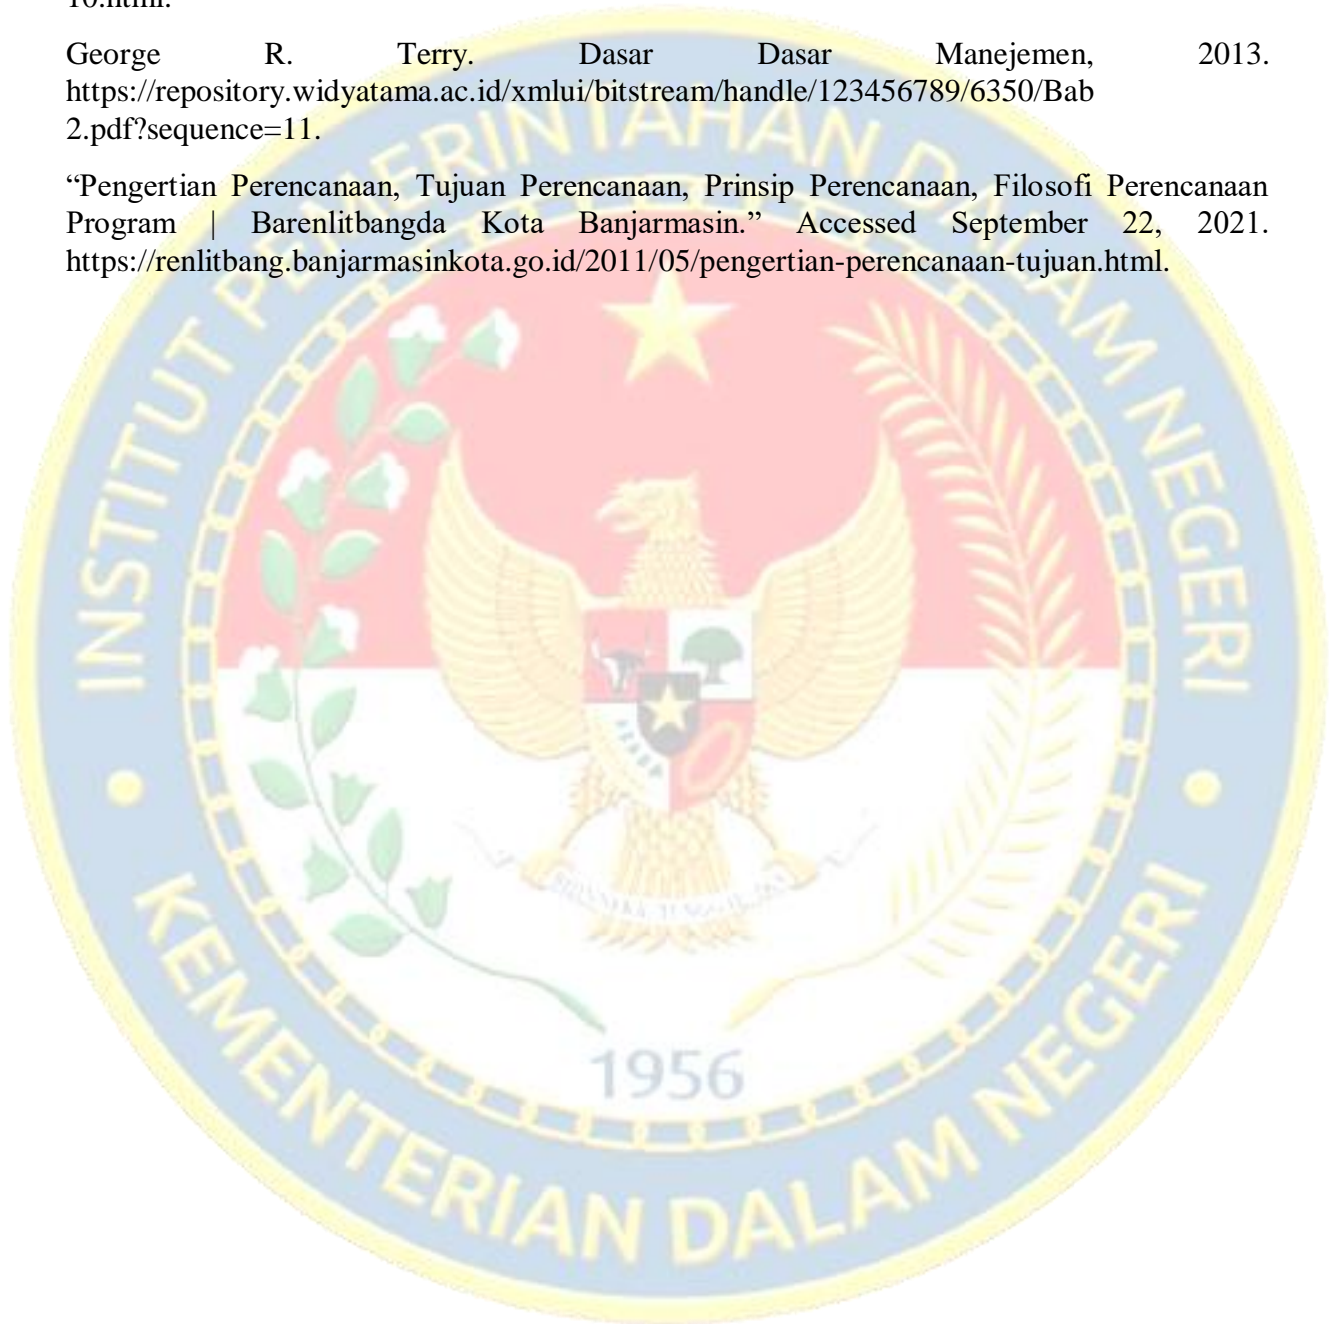 10.html.
George R. Terry. Dasar Dasar Manejemen, 2013.
https://repository.widyatama.ac.id/xmlui/bitstream/handle/123456789/6350/Bab
2.pdf?sequence=11.
“Pengertian Perencanaan, Tujuan Perencanaan, Prinsip Perencanaan, Filosofi Perencanaan
Program | Barenlitbangda Kota Banjarmasin.” Accessed September 22, 2021.
https://renlitbang.banjarmasinkota.go.id/2011/05/pengertian-perencanaan-tujuan.html.
INSTITUT PEMERINTAHAN DALAM NEGERI
1956
KEMENTERIAN DALAM NEGERI